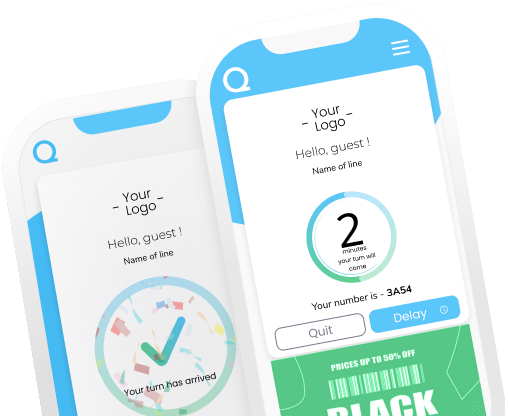 - Your -
Logo
Hello, guest !
Name of line
Your turn has arrived
- Your -
Logo
Hello, guest !
Name of line
2
minutes
your turn will
come
Your number is - 3A54
Quit
Delay
PRICES UP TO 50% OFF
BLACK